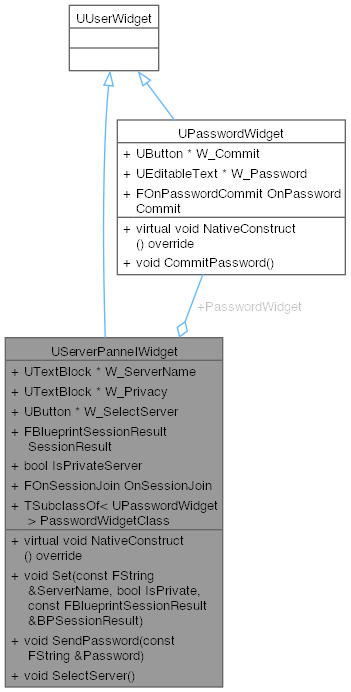 UUserWidget
UPasswordWidget
+ UButton * W_Commit
+ UEditableText * W_Password
+ FOnPasswordCommit OnPassword
Commit
+ virtual void NativeConstruct
() override
+ void CommitPassword()
+PasswordWidget
UServerPannelWidget
+ UTextBlock * W_ServerName
+ UTextBlock * W_Privacy
+ UButton * W_SelectServer
+ FBlueprintSessionResult
SessionResult
+ bool IsPrivateServer
+ FOnSessionJoin OnSessionJoin
+ TSubclassOf< UPasswordWidget
> PasswordWidgetClass
+ virtual void NativeConstruct
() override
+ void Set(const FString
&ServerName, bool IsPrivate,
const FBlueprintSessionResult
&BPSessionResult)
+ void SendPassword(const
FString &Password)
+ void SelectServer()